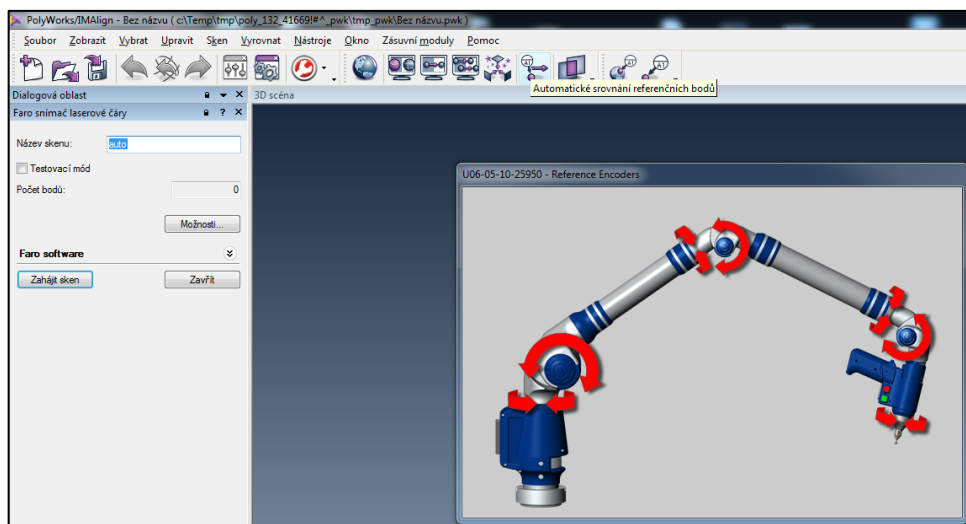 PolyWorks/IMAlign - Bez názvu ( c:\Temp\tmp\poly_132_41669!#^_pwk\tmp_pwk\Bez názvu.pwk )
Soubor Zobrazit Vybrat Upravit Sken Vyrovnat Nástroje Okno Zásuvní moduly Pomoc
Automatické srovnání referenčních bodů
Dialogová oblast
3D scéna
Faro snímač laserové čáry
Název skenu: auto
Testovací mód
Počet bodů: 0
Možnosti...
Faro software
Zahájit sken Zavřít
U06-05-10-25950 - Reference Encoders